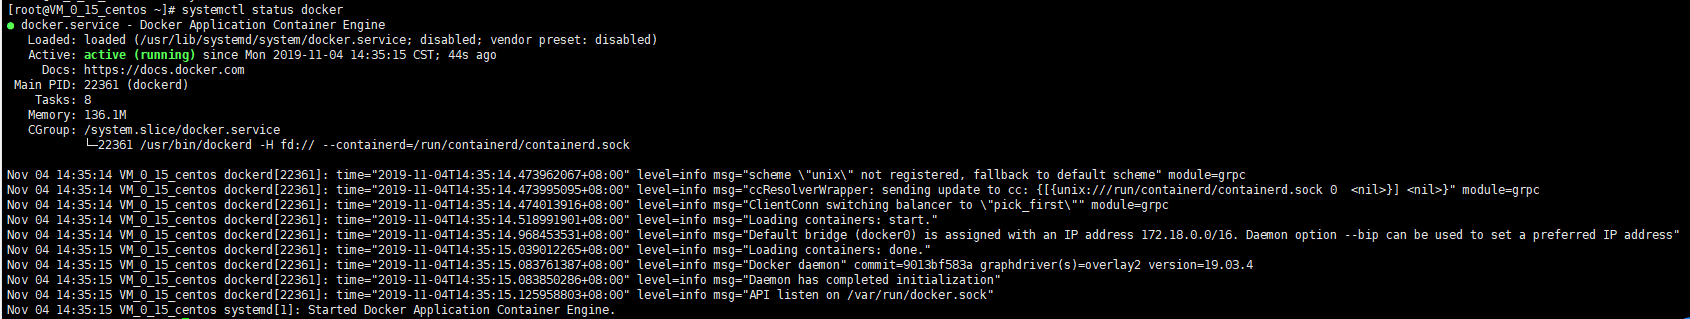 [root@VM_0_15_centos ~]# systemctl status docker
● docker.service - Docker Application Container Engine
   Loaded: loaded (/usr/lib/systemd/system/docker.service; disabled; vendor preset: disabled)
   Active: active (running) since Mon 2019-11-04 14:35:15 CST; 44s ago
     Docs: https://docs.docker.com
 Main PID: 22361 (dockerd)
    Tasks: 8
   Memory: 136.1M
   CGroup: /system.slice/docker.service
           └─22361 /usr/bin/dockerd -H fd:// --containerd=/run/containerd/containerd.sock
Nov 04 14:35:14 VM_0_15_centos dockerd[22361]: time="2019-11-04T14:35:14.473962067+08:00" level=info msg="scheme \"unix\" not registered, fallback to default scheme" module=grpc
Nov 04 14:35:14 VM_0_15_centos dockerd[22361]: time="2019-11-04T14:35:14.473995095+08:00" level=info msg="ccResolverWrapper: sending update to cc: {[{unix:///run/containerd/containerd.sock 0  <nil>}] <nil>}" module=grpc
Nov 04 14:35:14 VM_0_15_centos dockerd[22361]: time="2019-11-04T14:35:14.474013916+08:00" level=info msg="ClientConn switching balancer to \"pick_first\"" module=grpc
Nov 04 14:35:14 VM_0_15_centos dockerd[22361]: time="2019-11-04T14:35:14.518991901+08:00" level=info msg="Loading containers: start."
Nov 04 14:35:14 VM_0_15_centos dockerd[22361]: time="2019-11-04T14:35:14.968453531+08:00" level=info msg="Default bridge (docker0) is assigned with an IP address 172.18.0.0/16. Daemon option --bip can be used to set a preferred IP address"
Nov 04 14:35:15 VM_0_15_centos dockerd[22361]: time="2019-11-04T14:35:15.039012265+08:00" level=info msg="Loading containers: done."
Nov 04 14:35:15 VM_0_15_centos dockerd[22361]: time="2019-11-04T14:35:15.083761387+08:00" level=info msg="Docker daemon" commit=9013bf583a graphdriver(s)=overlay2 version=19.03.4
Nov 04 14:35:15 VM_0_15_centos dockerd[22361]: time="2019-11-04T14:35:15.083850286+08:00" level=info msg="Daemon has completed initialization"
Nov 04 14:35:15 VM_0_15_centos dockerd[22361]: time="2019-11-04T14:35:15.125958803+08:00" level=info msg="API listen on /var/run/docker.sock"
Nov 04 14:35:15 VM_0_15_centos systemd[1]: Started Docker Application Container Engine.